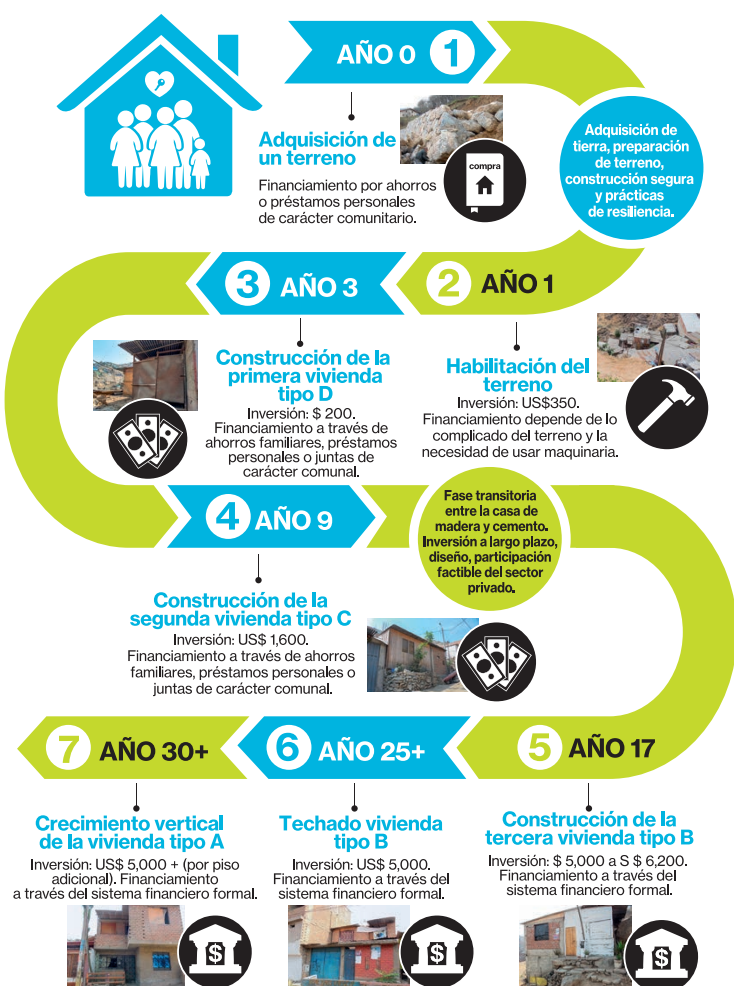 AÑO 0 1
Adquisición de
un terreno
Financiamiento por ahorros
o préstamos personales
de carácter comunitario.
compra
Adquisición de
tierra, preparación
de terreno,
construcción segura
y prácticas
de resiliencia.
2 AÑO 1
Habilitación del
terreno
Inversión: US$350.
Financiamiento depende de lo
complicado del terreno y la
necesidad de usar maquinaria.
3 AÑO 3
Construcción de la
primera vivienda
tipo D
Inversión: $ 200.
Financiamiento a través de
ahorros familiares, préstamos
personales o juntas de
carácter comunal.
4 AÑO 9
Construcción de la
segunda vivienda tipo C
Inversión: US$ 1,600.
Financiamiento a través de ahorros
familiares, préstamos personales o
juntas de carácter comunal.
Fase transitoria
entre la casa de
madera y cemento.
Inversión a largo plazo,
diseño, participación
factible del sector
privado.
5 AÑO 17
Construcción de la
tercera vivienda tipo B
Inversión: $ 5,000 a S $ 6,200.
Financiamiento a través del
sistema financiero formal.
$
6 AÑO 25+
Techado vivienda
tipo B
Inversión: US$ 5,000.
Financiamiento a través del
sistema financiero formal.
$
7 AÑO 30+
Crecimiento vertical
de la vivienda tipo A
Inversión: US$ 5,000 + (por piso
adicional). Financiamiento
a través del sistema financiero formal.
$